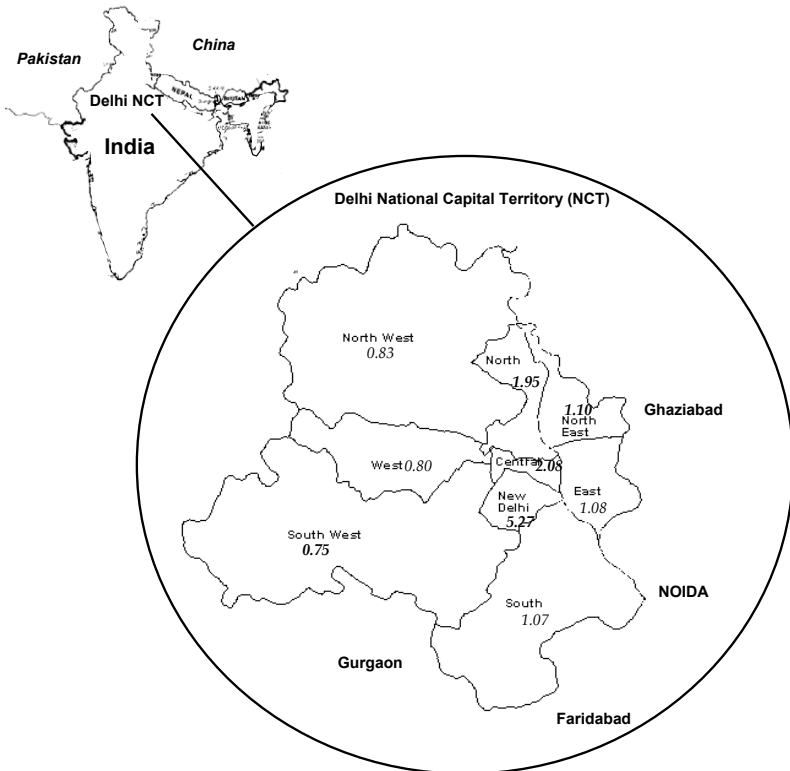 China
Pakistan
NEPAL
BHUTAN
Delhi NCT
India
Delhi National Capital Territory (NCT)
North West
0.83
North
1.95
1.10
North
East
Ghaziabad
West 0.80
Central 2.08
New
Delhi
5.27
East
1.08
South West
0.75
NOIDA
South
1.07
Gurgaon
Faridabad